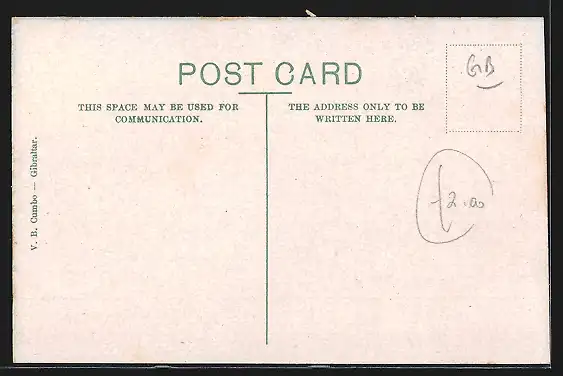 POST CARD
THIS SPACE MAY BE USED FOR
COMMUNICATION.
THE ADDRESS ONLY TO BE
WRITTEN HERE.
V. B. Cumbo — Gibraltar.
GB
2.00